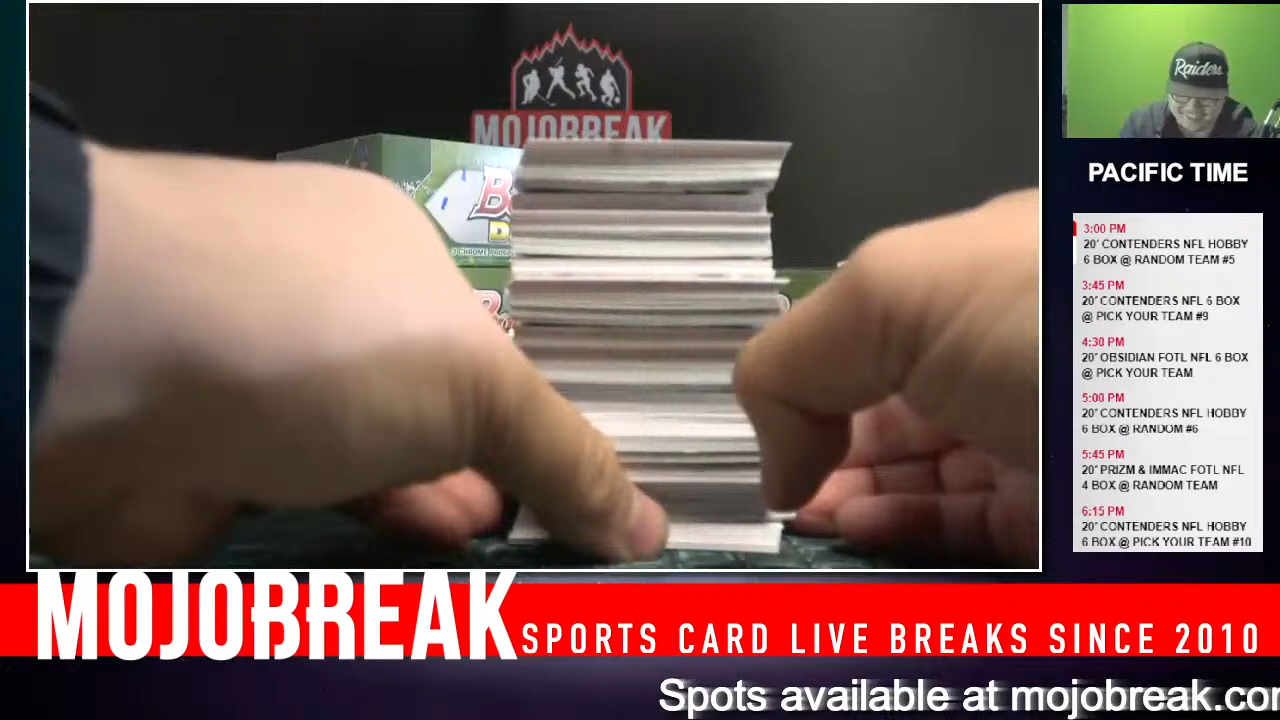 MOJOBREAK
Raiders
PACIFIC TIME
3:00 PM
20' CONTENDERS NFL HOBBY
6 BOX @ RANDOM TEAM #5
3:45 PM
20' CONTENDERS NFL 6 BOX
@ PICK YOUR TEAM #9
4:30 PM
20' OBSIDIAN FOTL NFL 6 BOX
@ PICK YOUR TEAM
5:00 PM
20' CONTENDERS NFL HOBBY
6 BOX @ RANDOM #6
5:45 PM
20' PRIZM & IMMAC FOTL NFL
4 BOX @ RANDOM TEAM
6:15 PM
20' CONTENDERS NFL HOBBY
6 BOX @ PICK YOUR TEAM #10
MOJOBREAK
SPORTS CARD LIVE BREAKS SINCE 2010
Spots available at mojobreak.cor